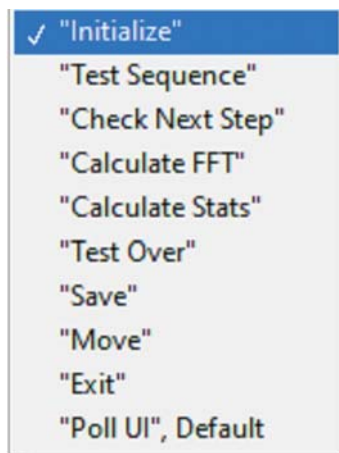 "Initialize"
"Test Sequence"
"Check Next Step"
"Calculate FFT"
"Calculate Stats"
"Test Over"
"Save"
"Move"
"Exit"
"Poll UI", Default